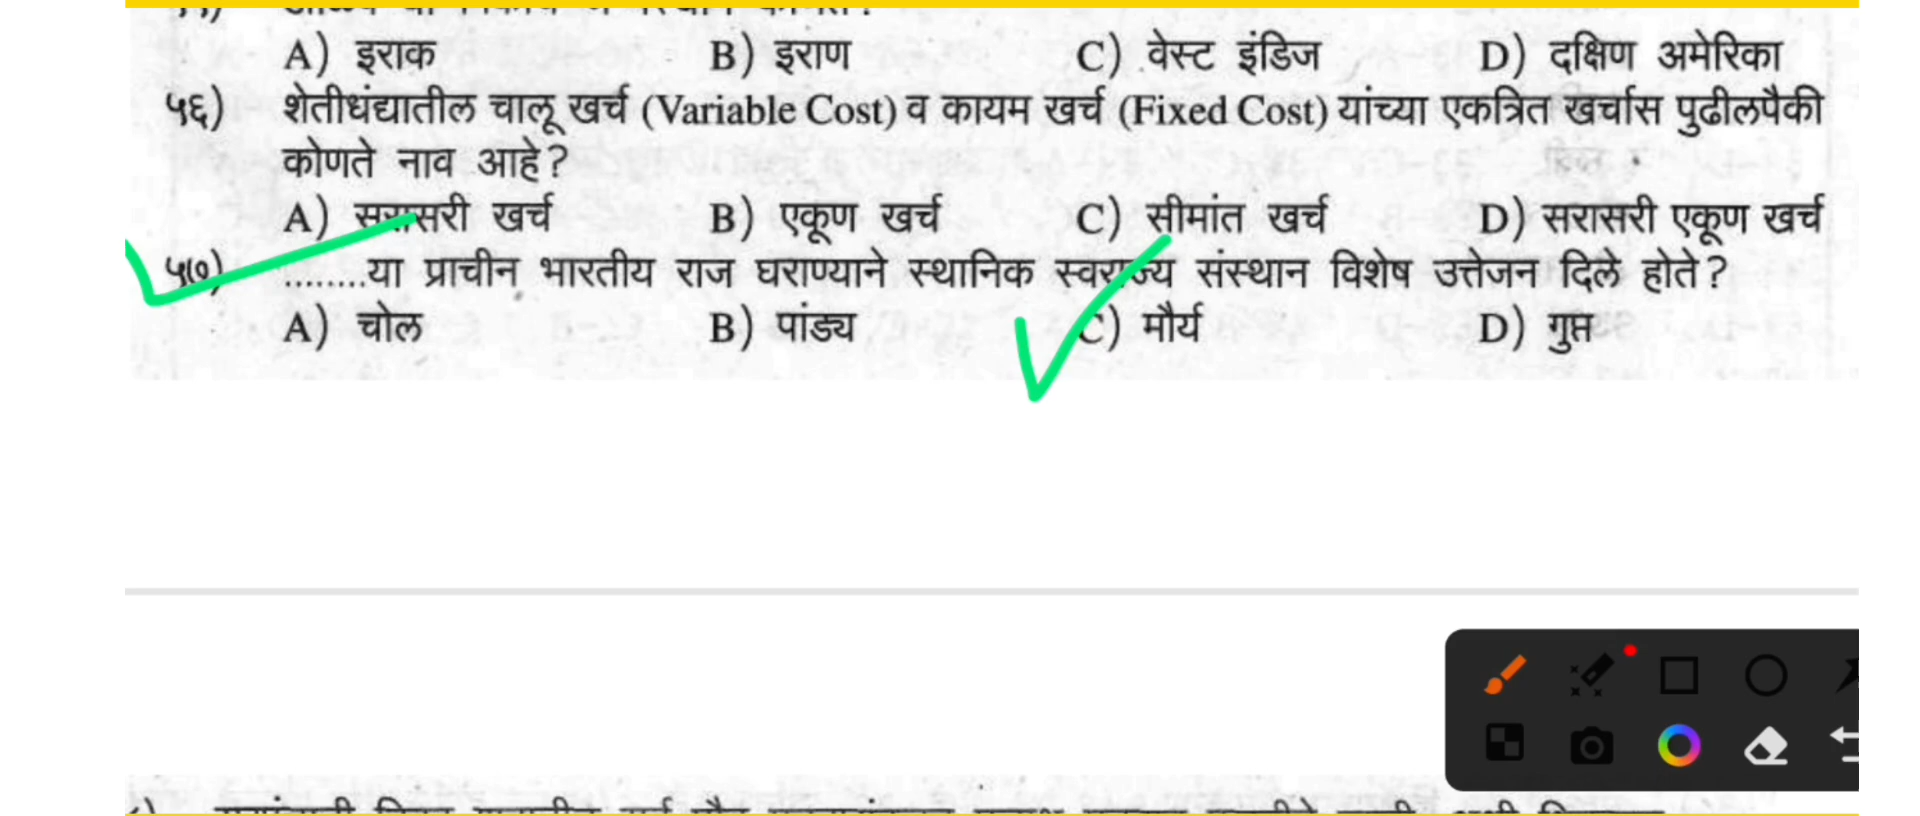 A) इराक B) इराण C) वेस्ट इंडिज D) दक्षिण अमेरिका
५६) शेतीधंद्यातील चालू खर्च (Variable Cost) व कायम खर्च (Fixed Cost) यांच्या एकत्रित खर्चास पुढीलपैकी
कोणते नाव आहे?
A) सरासरी खर्च B) एकूण खर्च C) सीमांत खर्च D) सरासरी एकूण खर्च
५७) ........या प्राचीन भारतीय राज घराण्याने स्थानिक स्वराज्य संस्थान विशेष उत्तेजन दिले होते?
A) चोल B) पांड्य C) मौर्य D) गुप्त